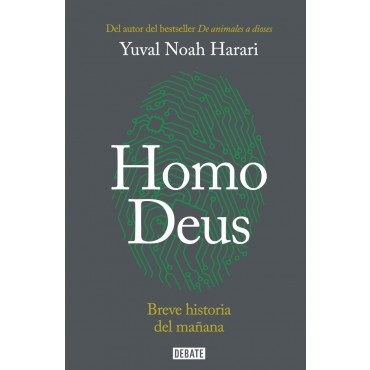 Del autor del bestseller De animales a dioses
Yuval Noah Harari
Homo
Deus
Breve historia
del mañana
DEBATE